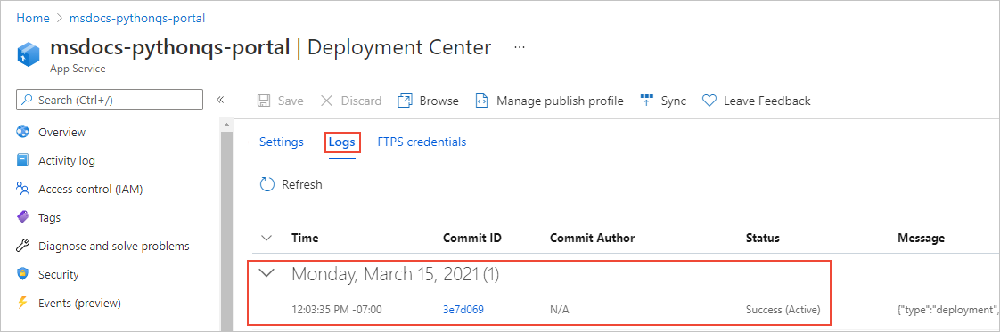 Home > msdocs-pythonqs-portal
msdocs-pythonqs-portal | Deployment Center ...
App Service
Search (Ctrl+/) «
Save Discard Browse Manage publish profile Sync Leave Feedback
Overview
Activity log
Access control (IAM)
Tags
Diagnose and solve problems
Security
Events (preview)
Settings Logs FTPS credentials
Refresh
Time Commit ID Commit Author Status Message
Monday, March 15, 2021 (1)
12:03:35 PM -07:00 3e7d069 N/A Success (Active) {"type":"deployment",